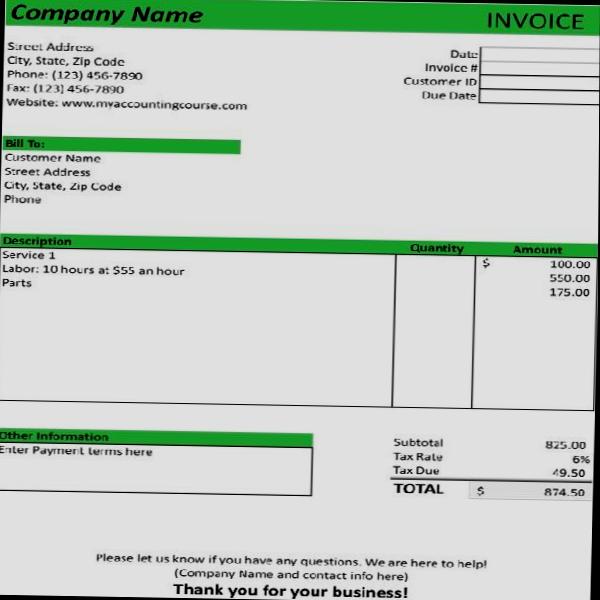 Company Name
INVOICE
Street Address
City, State, Zip Code
Phone: (123) 456-7890
Fax: (123) 456-7890
Website: www.myaccountingcourse.com
Date
Invoice #
Customer ID
Due Date
Bill To:
Customer Name
Street Address
City, State, Zip Code
Phone
Description Quantity Amount
Service 1 $ 100.00
Labor: 10 hours at $55 an hour 550.00
Parts 175.00
Other Information
Enter Payment terms here
Subtotal 825.00
Tax Rate 6%
Tax Due 49.50
TOTAL $ 874.50
Please let us know if you have any questions. We are here to help!
(Company Name and contact info here)
Thank you for your business!